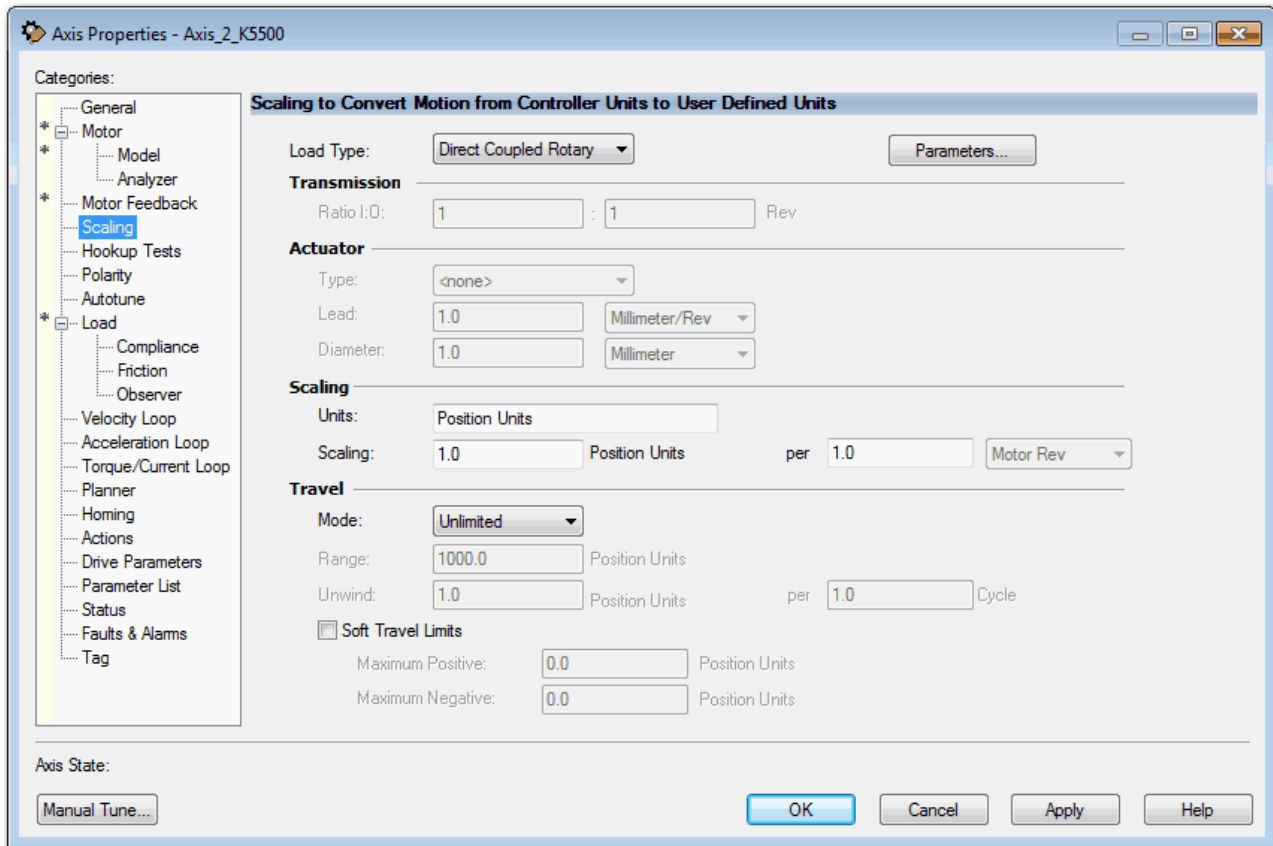 Axis Properties - Axis_2_K5500
Categories:
General
* Motor
* Model
Analyzer
* Motor Feedback
Scaling
Hookup Tests
Polarity
Autotune
* Load
Compliance
Friction
Observer
Velocity Loop
Acceleration Loop
Torque/Current Loop
Planner
Homing
Actions
Drive Parameters
Parameter List
Status
Faults & Alarms
Tag
Scaling to Convert Motion from Controller Units to User Defined Units
Load Type: Direct Coupled Rotary Parameters...
Transmission
Ratio I:O: 1 : 1 Rev
Actuator
Type: <none>
Lead: 1.0 Millimeter/Rev
Diameter: 1.0 Millimeter
Scaling
Units: Position Units
Scaling: 1.0 Position Units per 1.0 Motor Rev
Travel
Mode: Unlimited
Range: 1000.0 Position Units
Unwind: 1.0 Position Units per 1.0 Cycle
Soft Travel Limits
Maximum Positive: 0.0 Position Units
Maximum Negative: 0.0 Position Units
Axis State:
Manual Tune... OK Cancel Apply Help